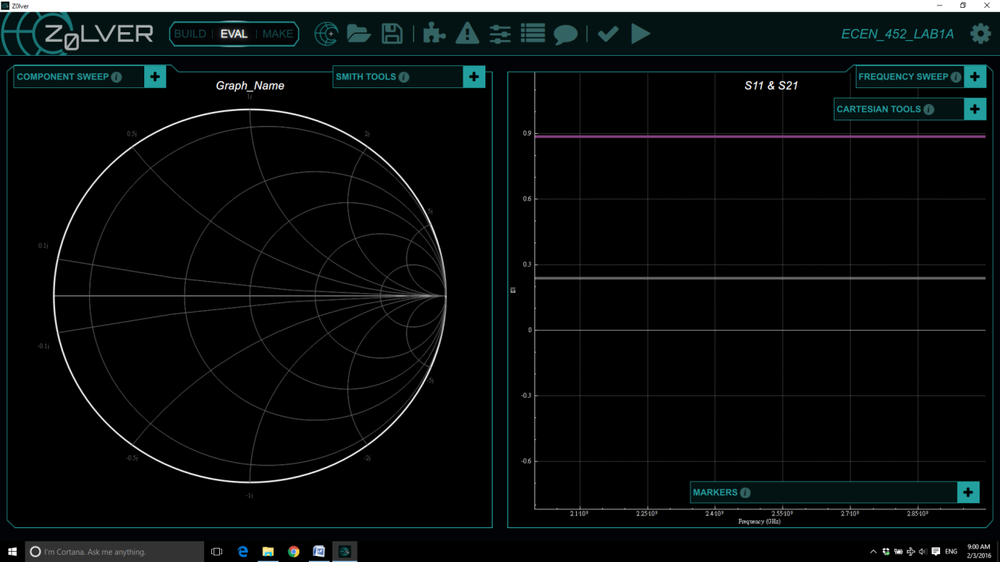 Z0lver
Z0LVER
BUILD EVAL MAKE
ECEN_452_LAB1A
COMPONENT SWEEP i
SMITH TOOLS i
Graph_Name
1j
0.5j
2j
5j
0.1j
-0.1j
-5j
-0.5j
-2j
-1j
S11 & S21
FREQUENCY SWEEP i
CARTESIAN TOOLS i
0.9
0.6
0.3
0
-0.3
-0.6
MARKERS i
2.1·10⁹ 2.25·10⁹ 2.4·10⁹ 2.55·10⁹ 2.7·10⁹ 2.85·10⁹
Frequency (GHz)
I'm Cortana. Ask me anything.
ENG
9:00 AM
2/3/2016